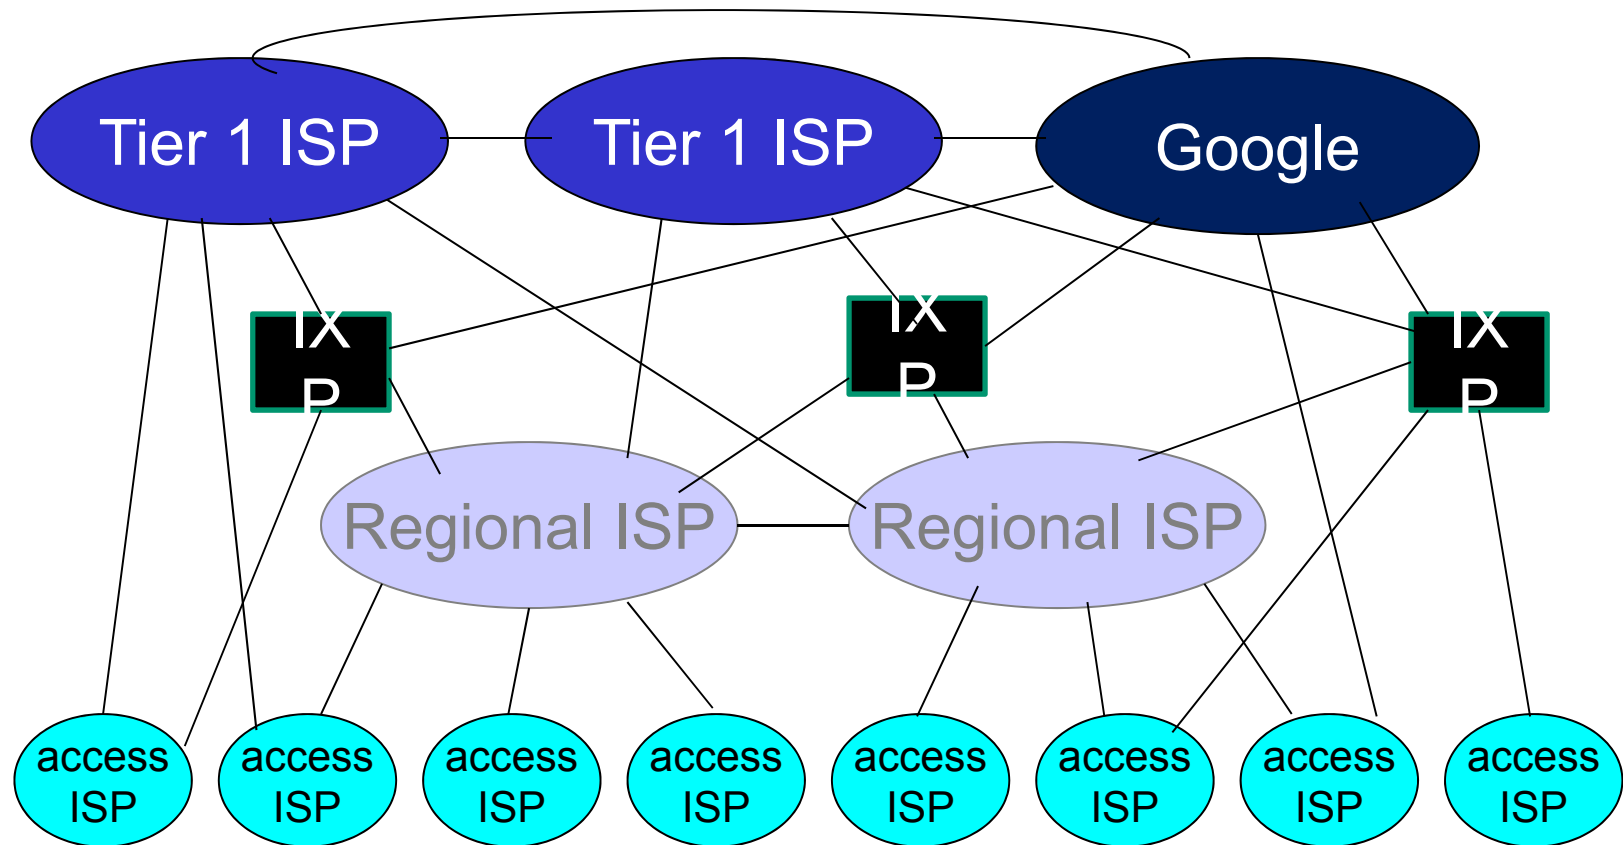 Tier 1 ISP
Tier 1 ISP
Google
IX
P
IX
P
IX
P
Regional ISP
Regional ISP
access
ISP
access
ISP
access
ISP
access
ISP
access
ISP
access
ISP
access
ISP
access
ISP